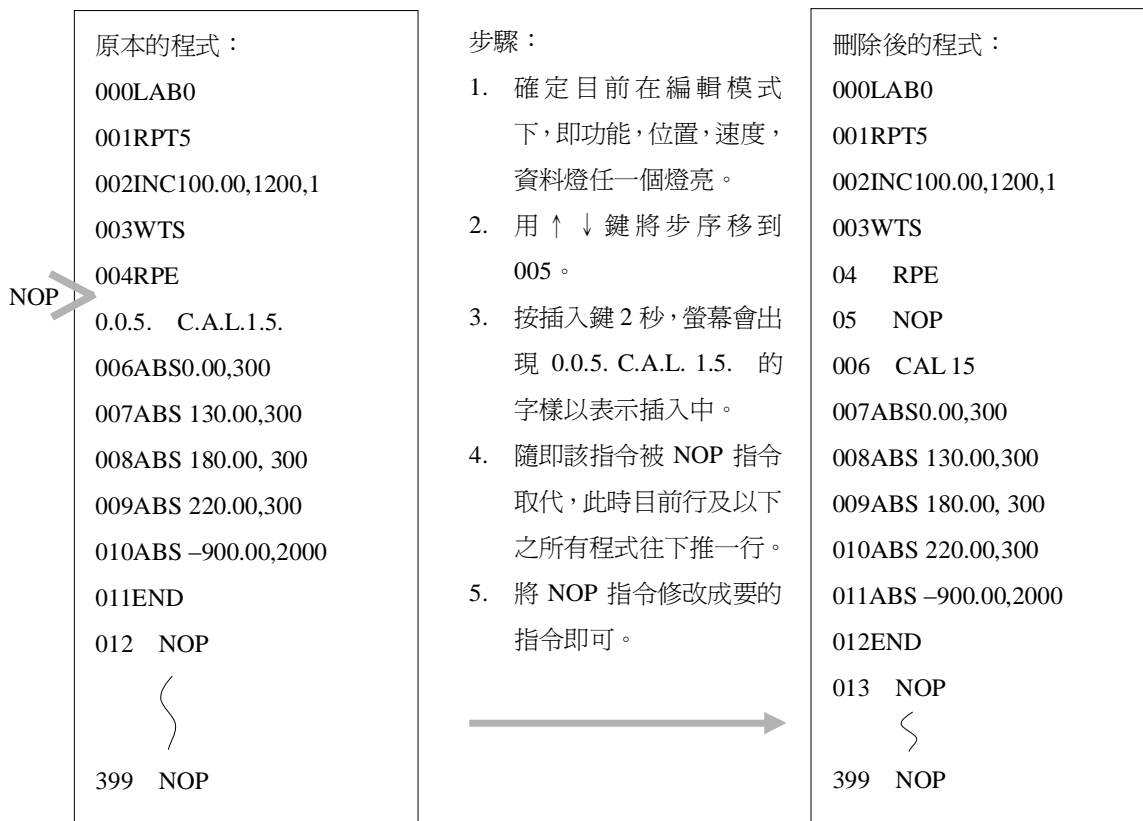 原本的程式：
000LAB0
001RPT5
002INC100.00,1200,1
003WTS
004RPE
NOP
0.0.5. C.A.L.1.5.
006ABS0.00,300
007ABS 130.00,300
008ABS 180.00, 300
009ABS 220.00,300
010ABS –900.00,2000
011END
012 NOP
399 NOP
步驟：
1. 確定目前在編輯模式
下，即功能，位置，速度，
資料燈任一個燈亮。
2. 用↑ ↓鍵將步序移到
005。
3. 按插入鍵 2 秒，螢幕會出
現 0.0.5. C.A.L. 1.5. 的
字樣以表示插入中。
4. 隨即該指令被 NOP 指令
取代，此時目前行及以下
之所有程式往下推一行。
5. 將 NOP 指令修改成要的
指令即可。
刪除後的程式：
000LAB0
001RPT5
002INC100.00,1200,1
003WTS
04 RPE
05 NOP
006 CAL 15
007ABS0.00,300
008ABS 130.00,300
009ABS 180.00, 300
010ABS 220.00,300
011ABS –900.00,2000
012END
013 NOP
399 NOP